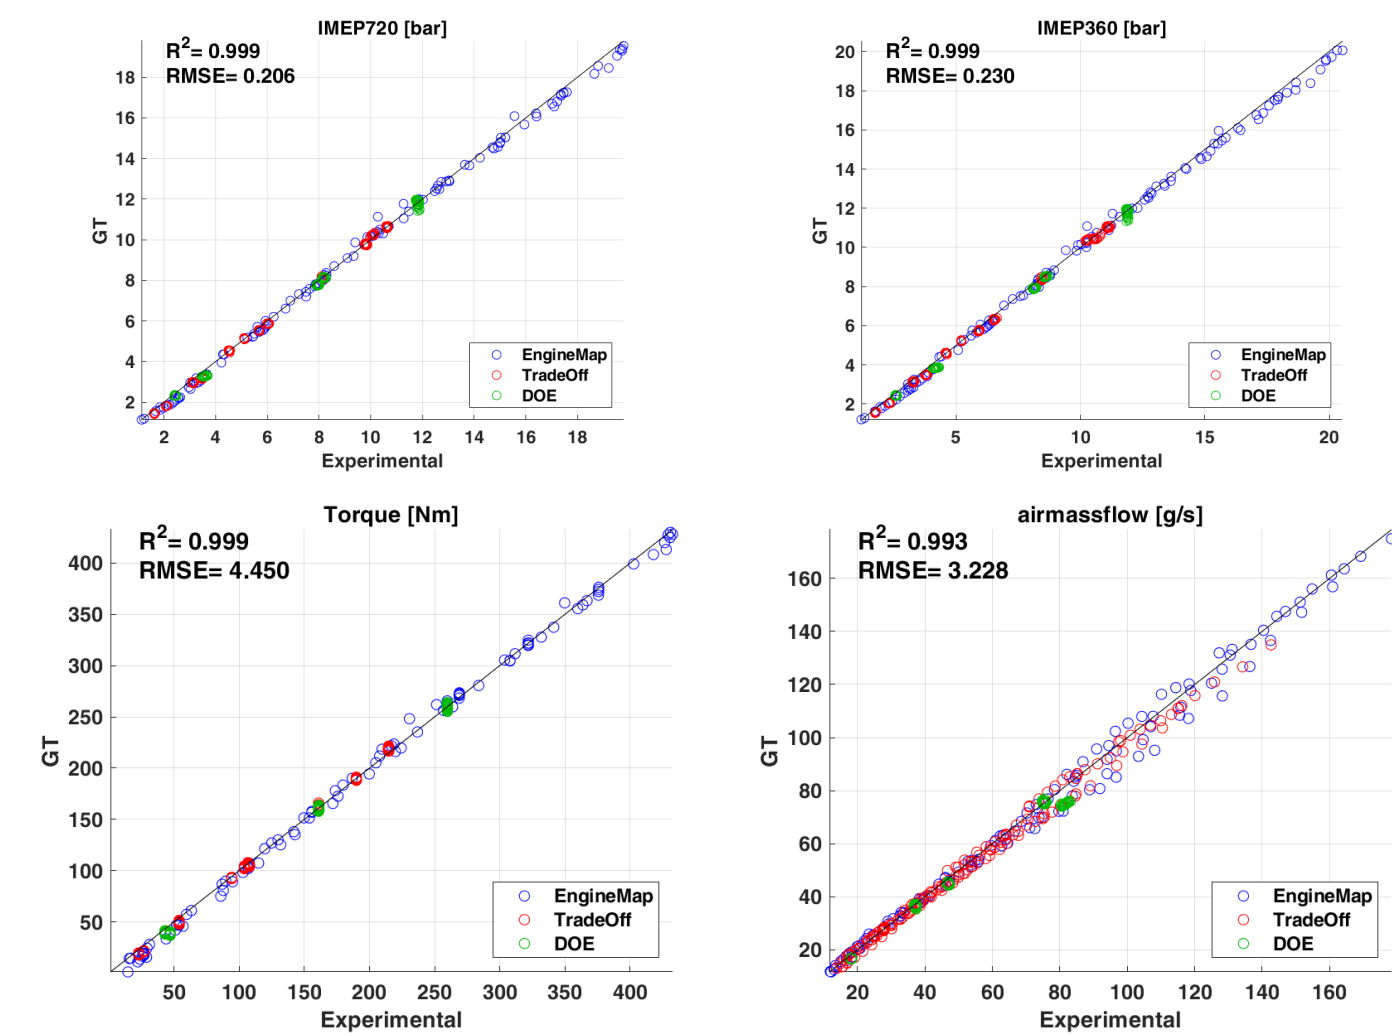 IMEP720 [bar]
R2= 0.999
RMSE= 0.206
18
16
14
12
10
8
6
4
2
GT
2 4 6 8 10 12 14 16 18
Experimental
EngineMap
TradeOff
DOE
IMEP360 [bar]
R2= 0.999
RMSE= 0.230
20
18
16
14
12
10
8
6
4
2
GT
5 10 15 20
Experimental
EngineMap
TradeOff
DOE
Torque [Nm]
R2= 0.999
RMSE= 4.450
400
350
300
250
200
150
100
50
GT
50 100 150 200 250 300 350 400
Experimental
EngineMap
TradeOff
DOE
airmassflow [g/s]
R2= 0.993
RMSE= 3.228
160
140
120
100
80
60
40
20
GT
20 40 60 80 100 120 140 160
Experimental
EngineMap
TradeOff
DOE